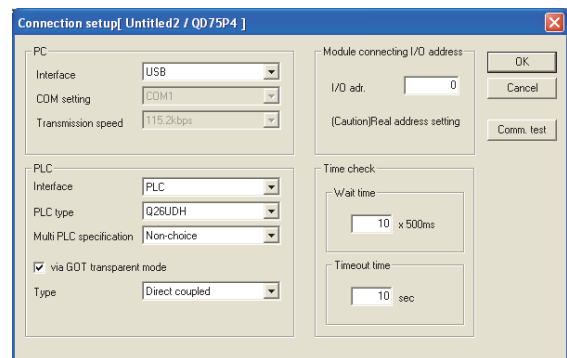 Connection setup[ Untitled2 / QD75P4 ]
PC
Interface USB
COM setting COM1
Transmission speed 115.2kbps
PLC
Interface PLC
PLC type Q26UDH
Multi PLC specification Non-choice
via GOT transparent mode
Type Direct coupled
Module connecting I/O address
I/O adr. 0
(Caution)Real address setting
Time check
Wait time
10 x 500ms
Timeout time
10 sec
OK
Cancel
Comm. test